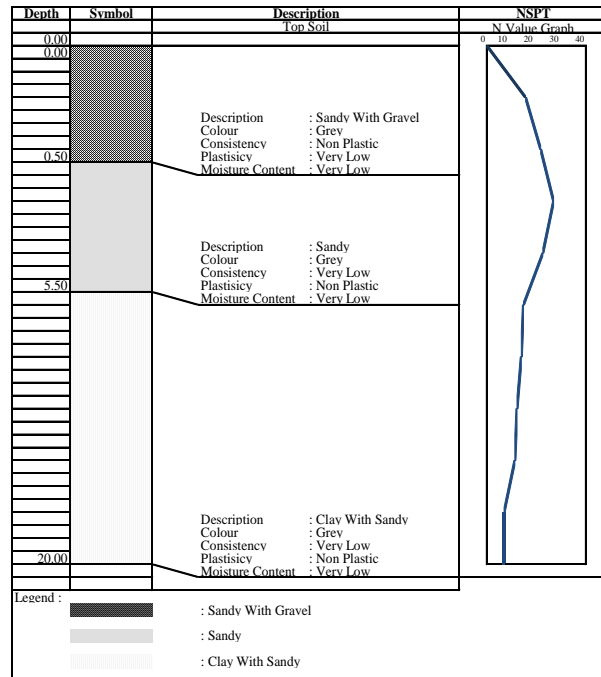 Depth Symbol Description NSPT
Top Soil N Value Graph
0.00 0 10 20 30 40
0.00
Description : Sandy With Gravel
Colour : Grey
Consistency : Non Plastic
0.50 Plastisicy : Very Low
Moisture Content : Very Low
Description : Sandy
Colour : Grey
Consistency : Very Low
5.50 Plastisicy : Non Plastic
Moisture Content : Very Low
Description : Clay With Sandy
Colour : Grey
Consistency : Very Low
20.00 Plastisicy : Non Plastic
Moisture Content : Very Low
Legend :
: Sandy With Gravel
: Sandy
: Clay With Sandy